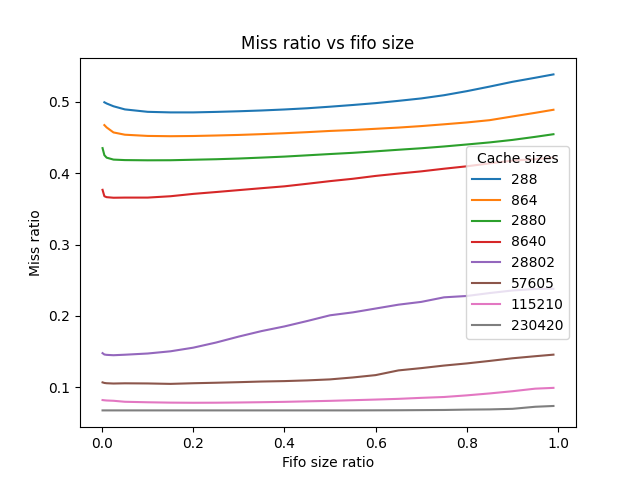 Miss ratio vs fifo size
Miss ratio
0.5
0.4
0.3
0.2
0.1
Cache sizes
288
864
2880
8640
28802
57605
115210
230420
0.0 0.2 0.4 0.6 0.8 1.0
Fifo size ratio